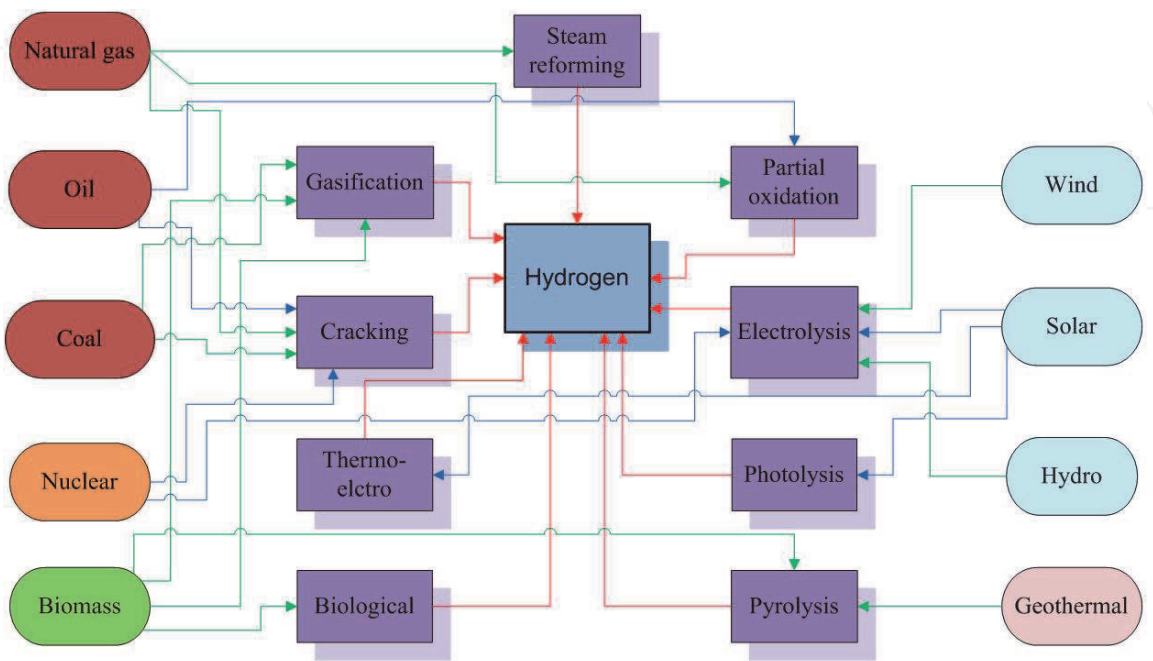 Natural gas
Steam
reforming
Oil
Gasification
Partial
oxidation
Wind
Hydrogen
Coal
Cracking
Electrolysis
Solar
Nuclear
Thermo-
elctro
Photolysis
Hydro
Biomass
Biological
Pyrolysis
Geothermal